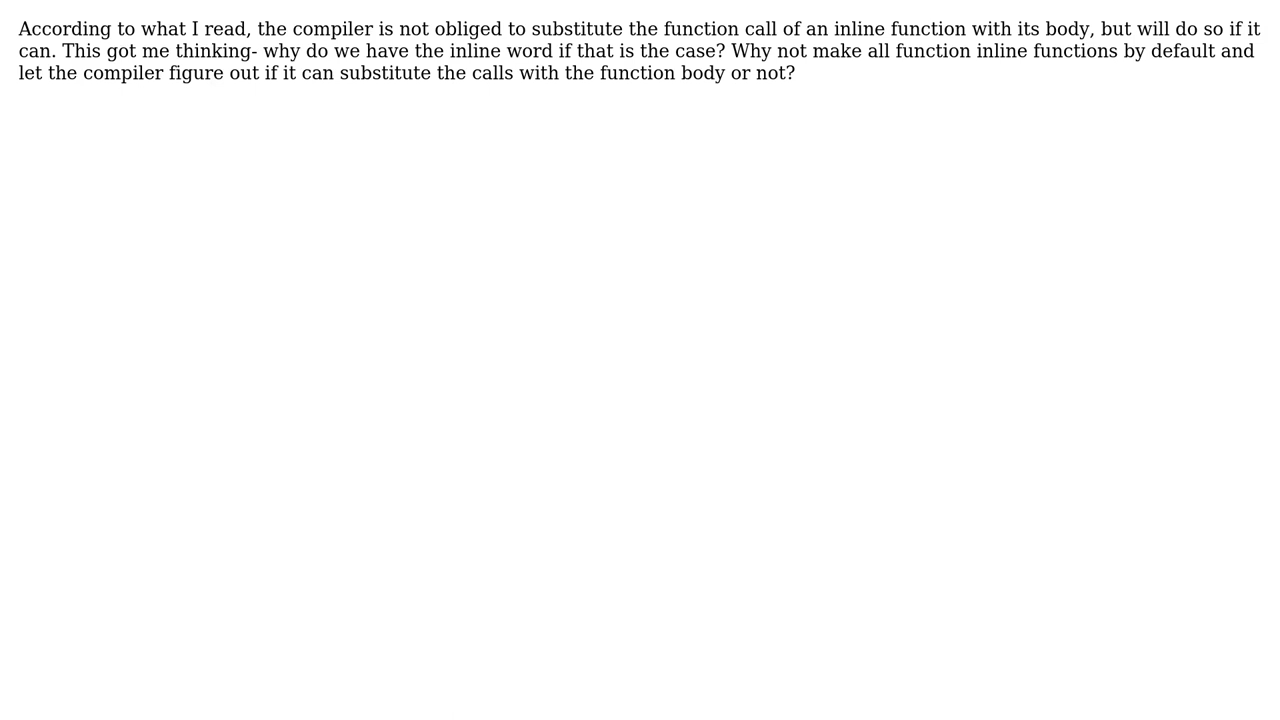 According to what I read, the compiler is not obliged to substitute the function call of an inline function with its body, but will do so if it
can. This got me thinking- why do we have the inline word if that is the case? Why not make all function inline functions by default and
let the compiler figure out if it can substitute the calls with the function body or not?